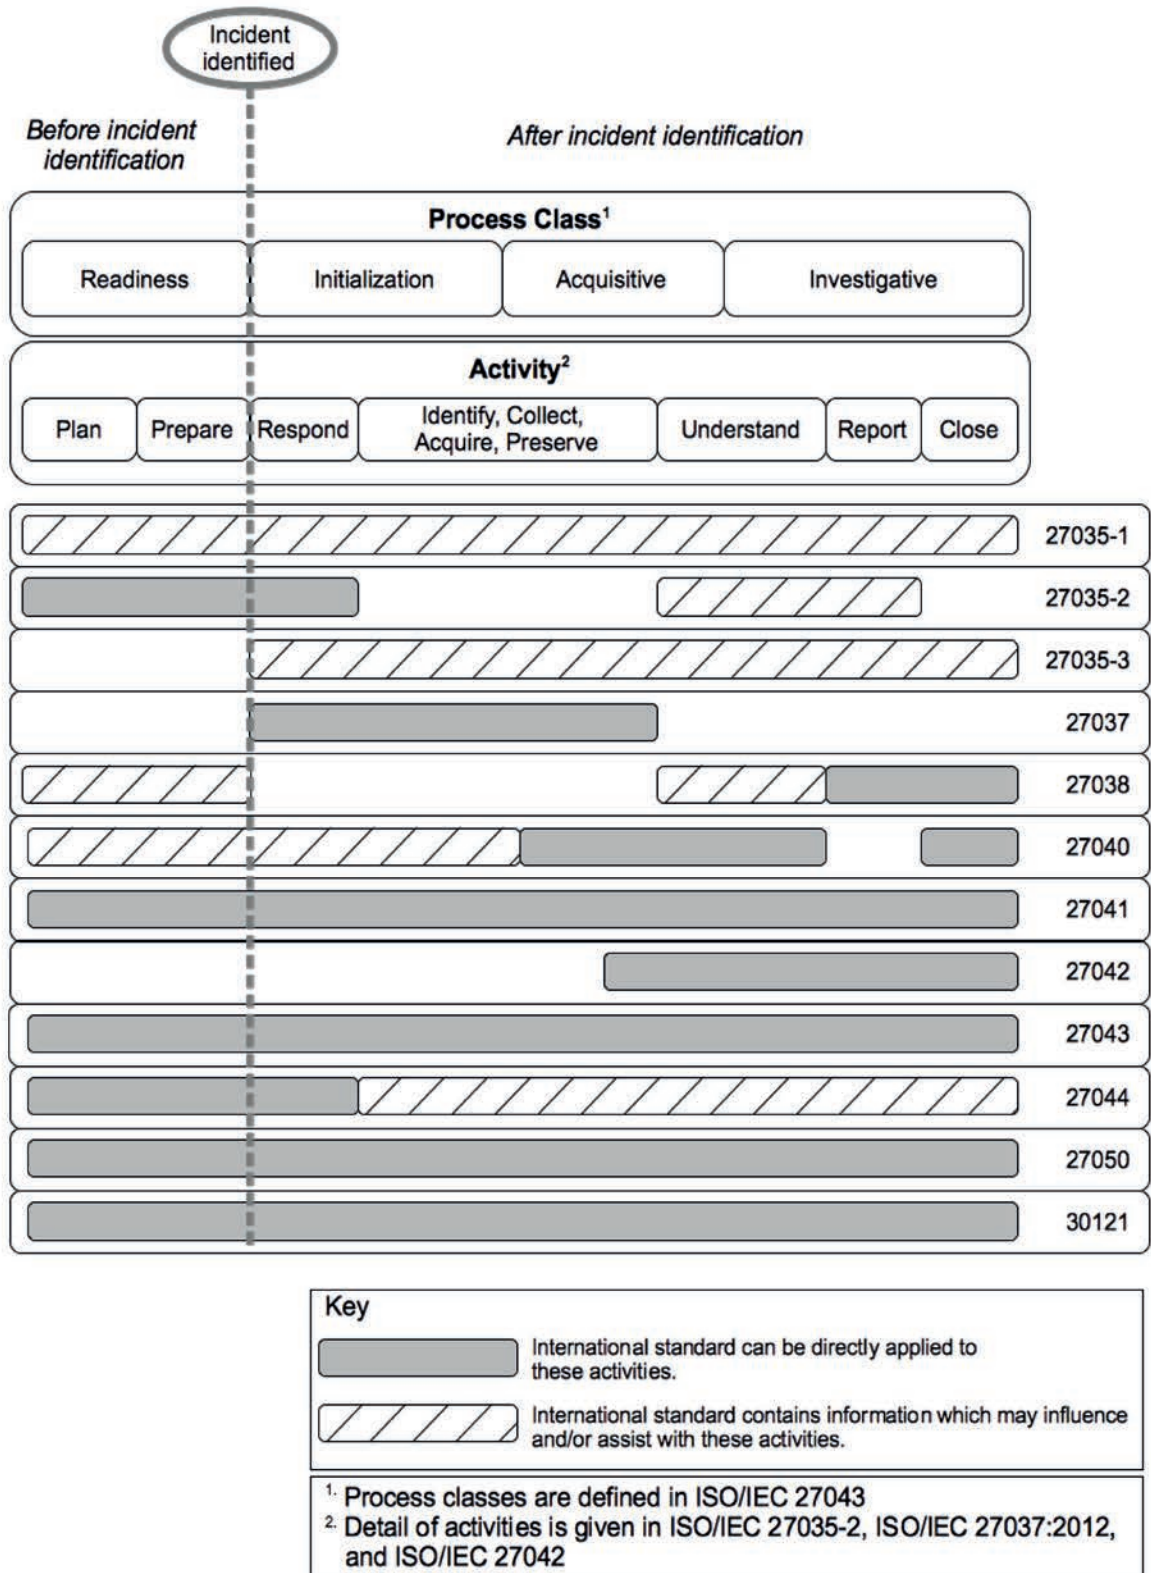 Incident
identified
Before incident
identification
After incident identification
Process Class¹
Readiness
Initialization
Acquisitive
Investigative
Activity²
Plan
Prepare
Respond
Identify, Collect,
Acquire, Preserve
Understand
Report
Close
27035-1
27035-2
27035-3
27037
27038
27040
27041
27042
27043
27044
27050
30121
Key
International standard can be directly applied to
these activities.
International standard contains information which may influence
and/or assist with these activities.
¹· Process classes are defined in ISO/IEC 27043
²· Detail of activities is given in ISO/IEC 27035-2, ISO/IEC 27037:2012,
and ISO/IEC 27042